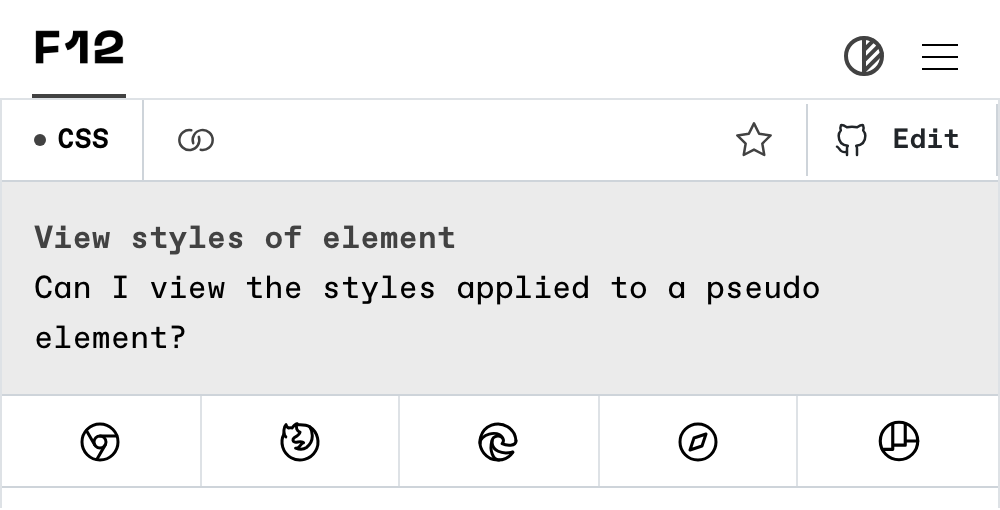 F12
CSS
Edit
View styles of element
Can I view the styles applied to a pseudo
element?